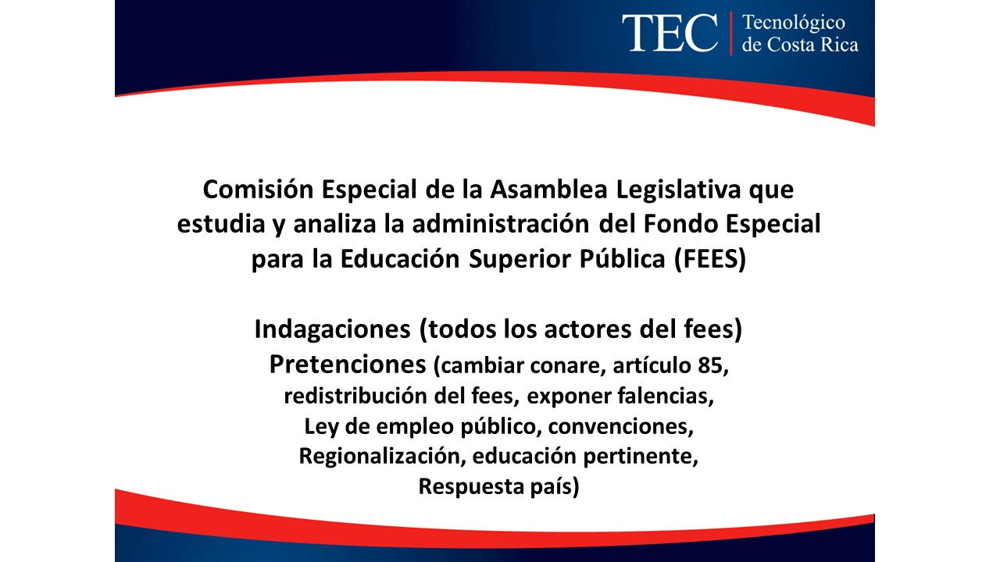 TEC
Tecnológico
de Costa Rica
Comisión Especial de la Asamblea Legislativa que
estudia y analiza la administración del Fondo Especial
para la Educación Superior Pública (FEES)
Indagaciones (todos los actores del fees)
Pretenciones (cambiar conare, artículo 85,
redistribución del fees, exponer falencias,
Ley de empleo público, convenciones,
Regionalización, educación pertinente,
Respuesta país)